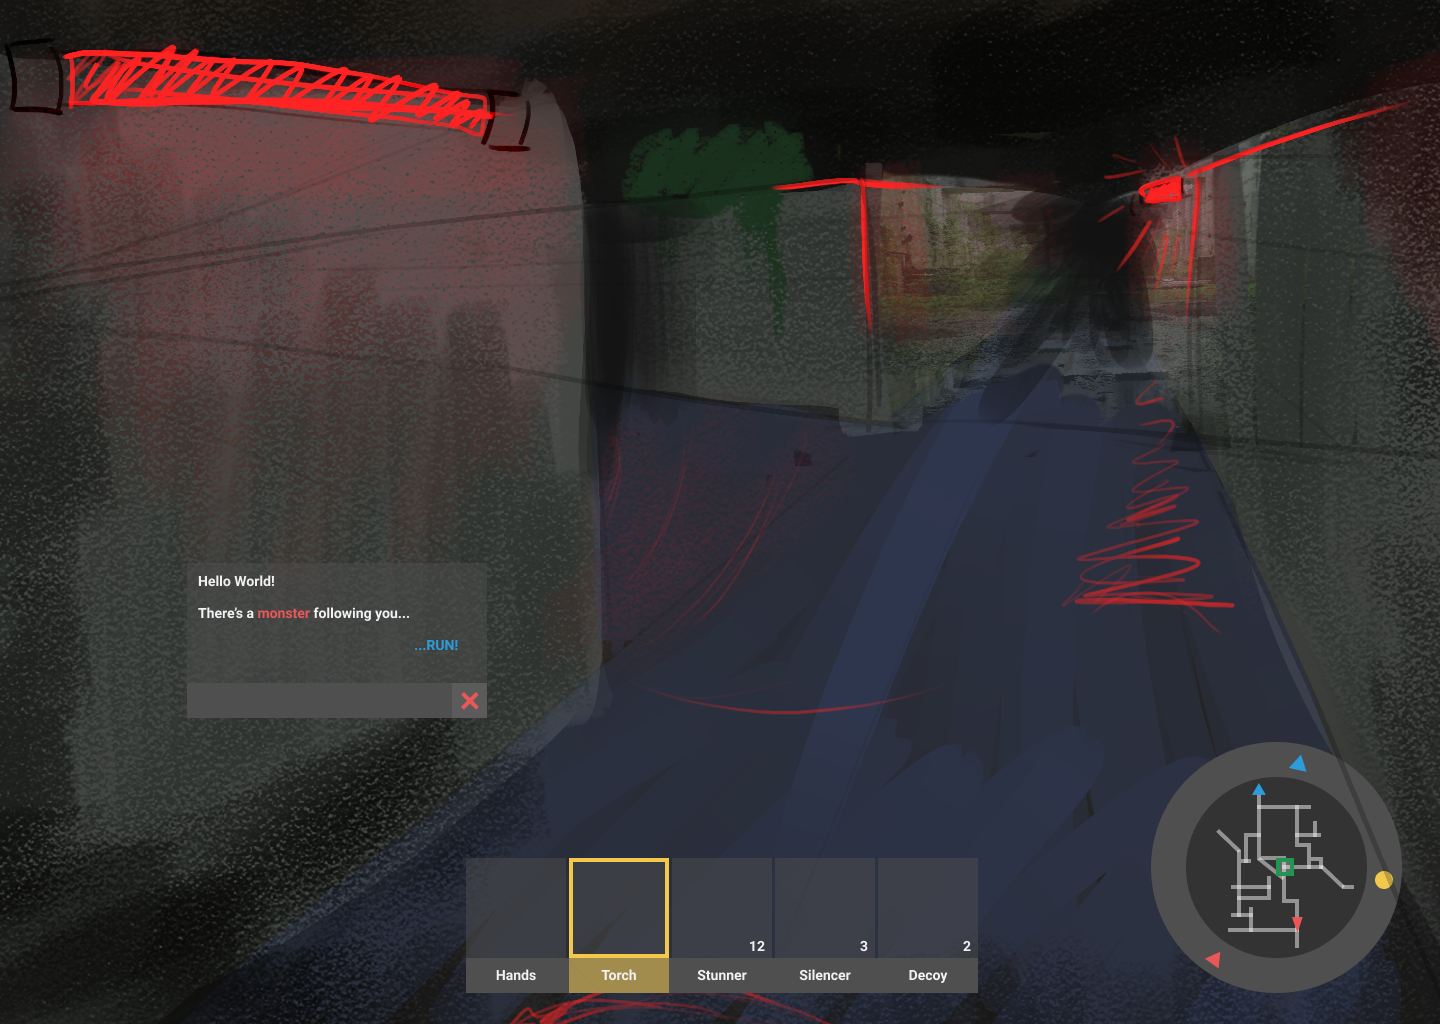 Hello World!
There's a monster following you...
...RUN!
12
3
2
Hands
Torch
Stunner
Silencer
Decoy